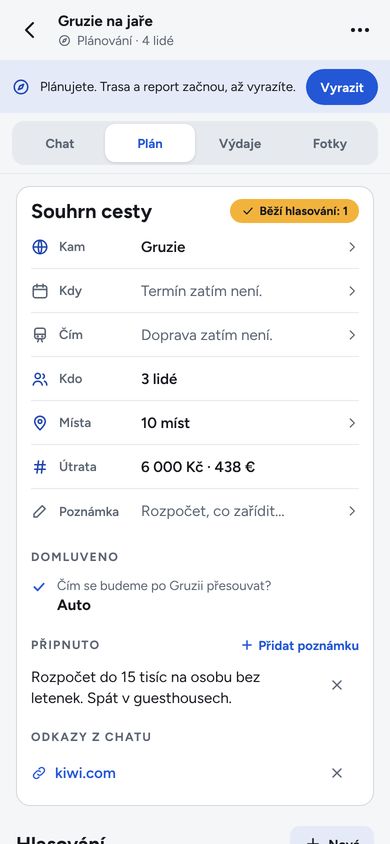 Gruzie na jaře
Plánování · 4 lidé
Plánujete. Trasa a report začnou, až vyrazíte.
Vyrazit
Chat
Plán
Výdaje
Fotky
Souhrn cesty
Běží hlasování: 1
Kam
Gruzie
Kdy
Termín zatím není.
Čím
Doprava zatím není.
Kdo
3 lidé
Místa
10 míst
Útrata
6 000 Kč · 438 €
Poznámka
Rozpočet, co zařídit...
DOMLUVENO
Čím se budeme po Gruzii přesouvat?
Auto
PŘIPNUTO
+ Přidat poznámku
Rozpočet do 15 tisíc na osobu bez
letenek. Spát v guesthousech.
ODKAZY Z CHATU
kiwi.com
Hlasování
+ Nové